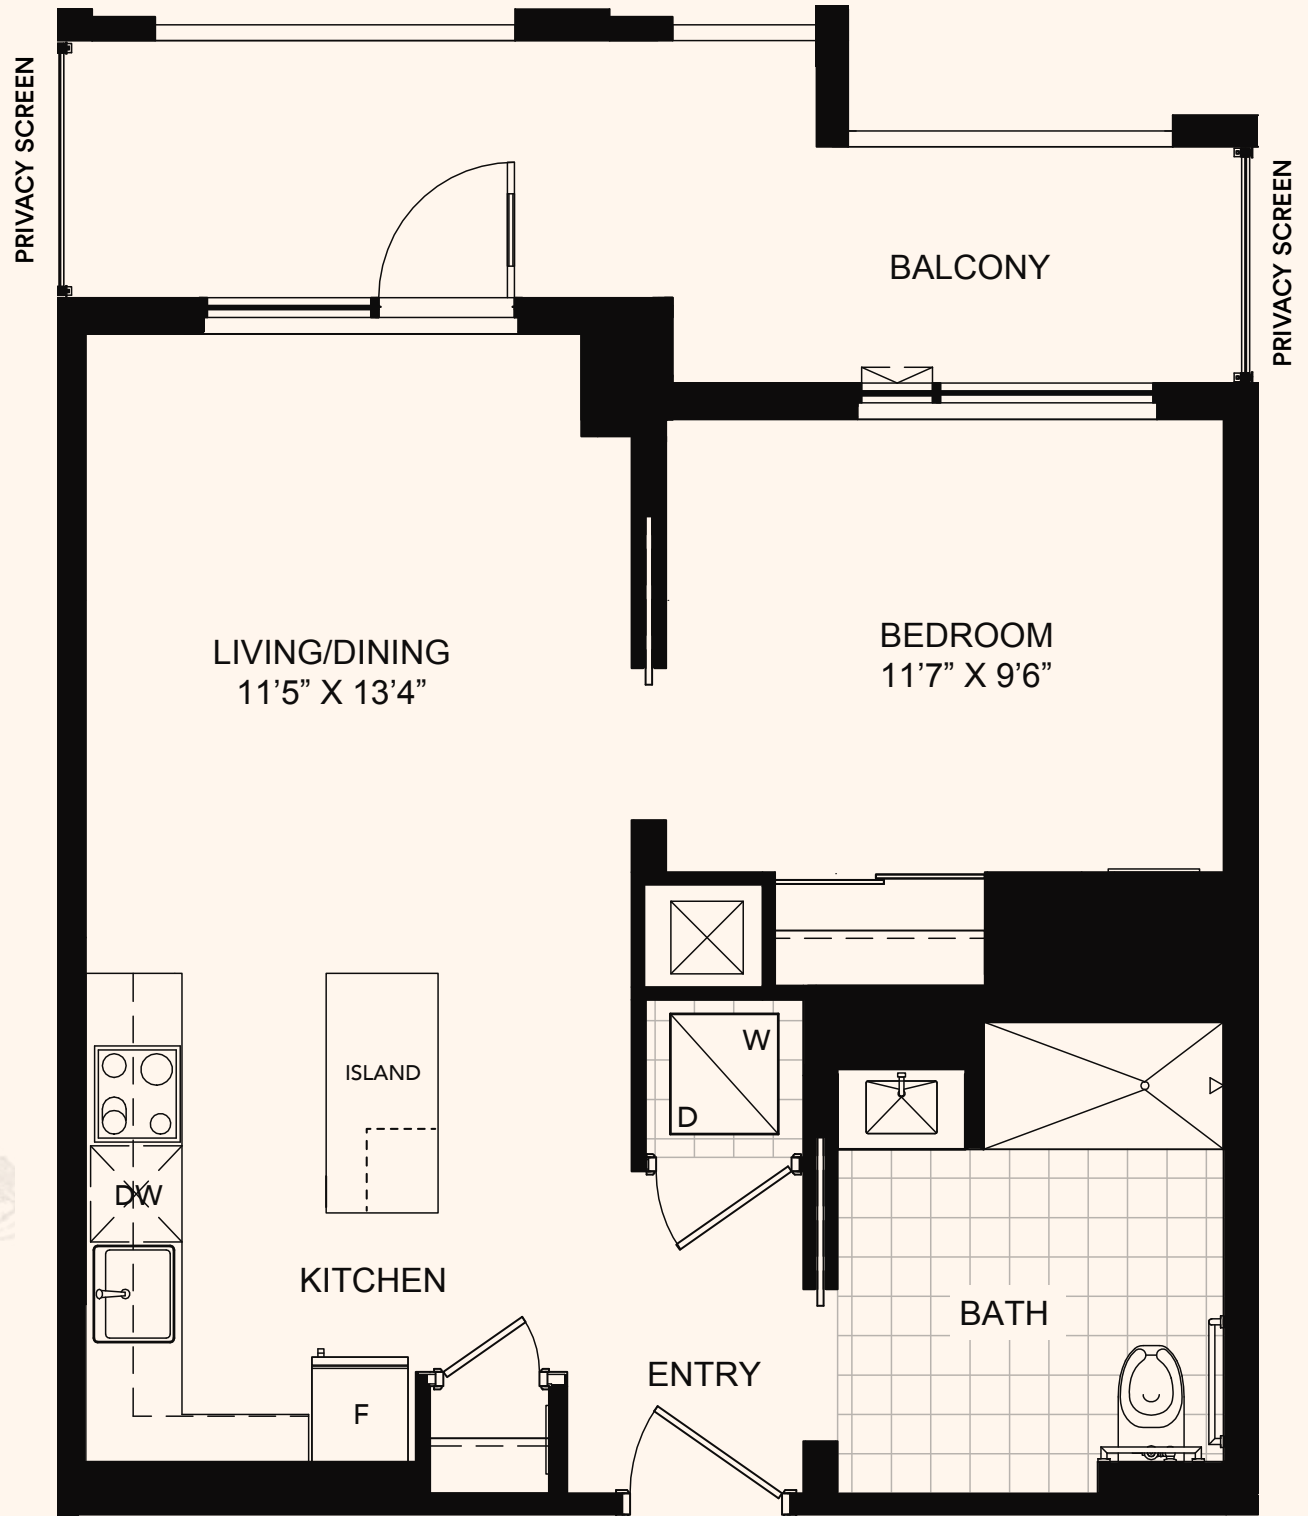 PRIVACY SCREEN
PRIVACY SCREEN
BALCONY
LIVING/DINING
11’5” X 13’4”
BEDROOM
11’7” X 9’6”
W
D
ISLAND
DW
KITCHEN
BATH
ENTRY
F